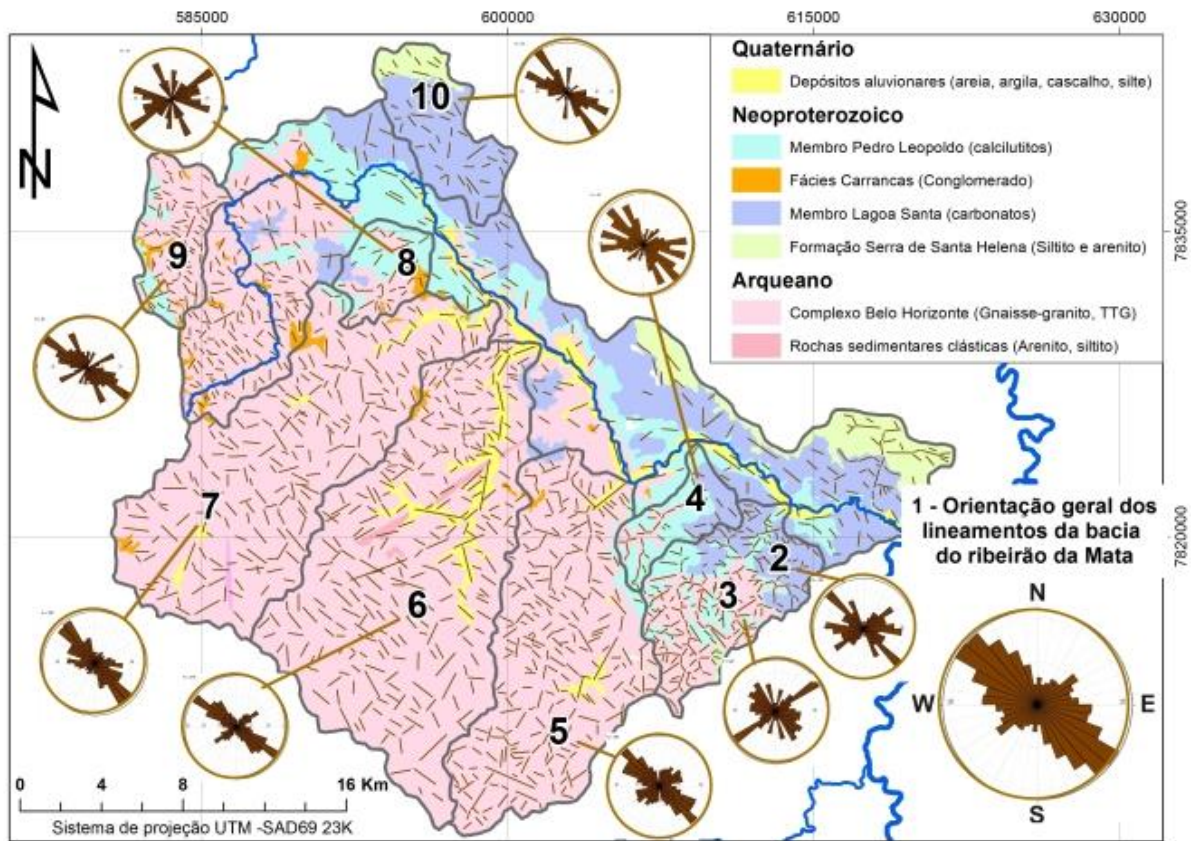 585000
600000
615000
630000
Quaternário
Depósitos aluvionares (areia, argila, cascalho, silte)
Neoproterozoico
Membro Pedro Leopoldo (calcilutitos)
Fácies Carrancas (Conglomerado)
Membro Lagoa Santa (carbonatos)
Formação Serra de Santa Helena (Siltito e arenito)
Arqueano
Complexo Belo Horizonte (Gnaisse-granito, TTG)
Rochas sedimentares clásticas (Arenito, siltito)
N
10
9
8
7835000
7
6
5
4
3
2
7820000
1 - Orientação geral dos
lineamentos da bacia
do ribeirão da Mata
N
W
E
S
0 4 8 16 Km
Sistema de projeção UTM -SAD69 23K